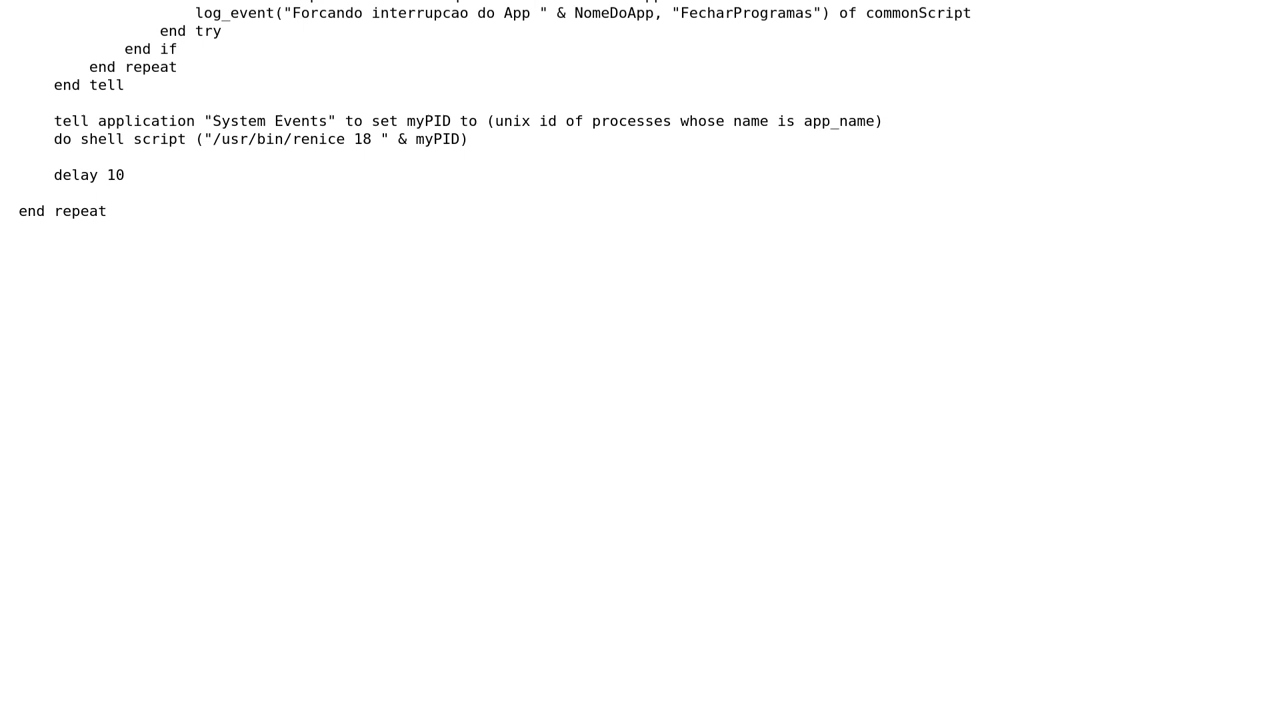 log_event("Forcando interrupcao do App " & NomeDoApp, "FecharProgramas") of commonScript
end try
end if
end repeat
end tell
tell application "System Events" to set myPID to (unix id of processes whose name is app_name)
do shell script ("/usr/bin/renice 18 " & myPID)
delay 10
end repeat